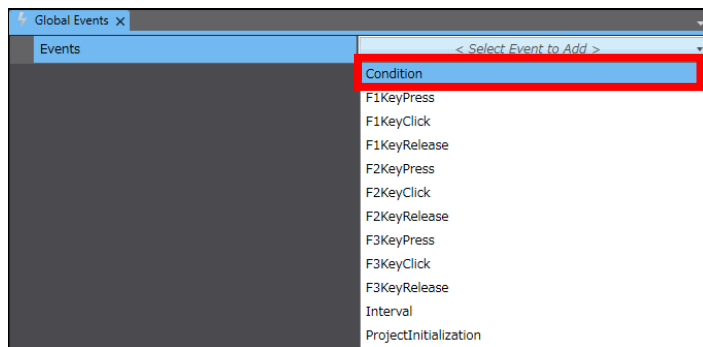 Global Events
Events
< Select Event to Add >
Condition
F1KeyPress
F1KeyClick
F1KeyRelease
F2KeyPress
F2KeyClick
F2KeyRelease
F3KeyPress
F3KeyClick
F3KeyRelease
Interval
ProjectInitialization